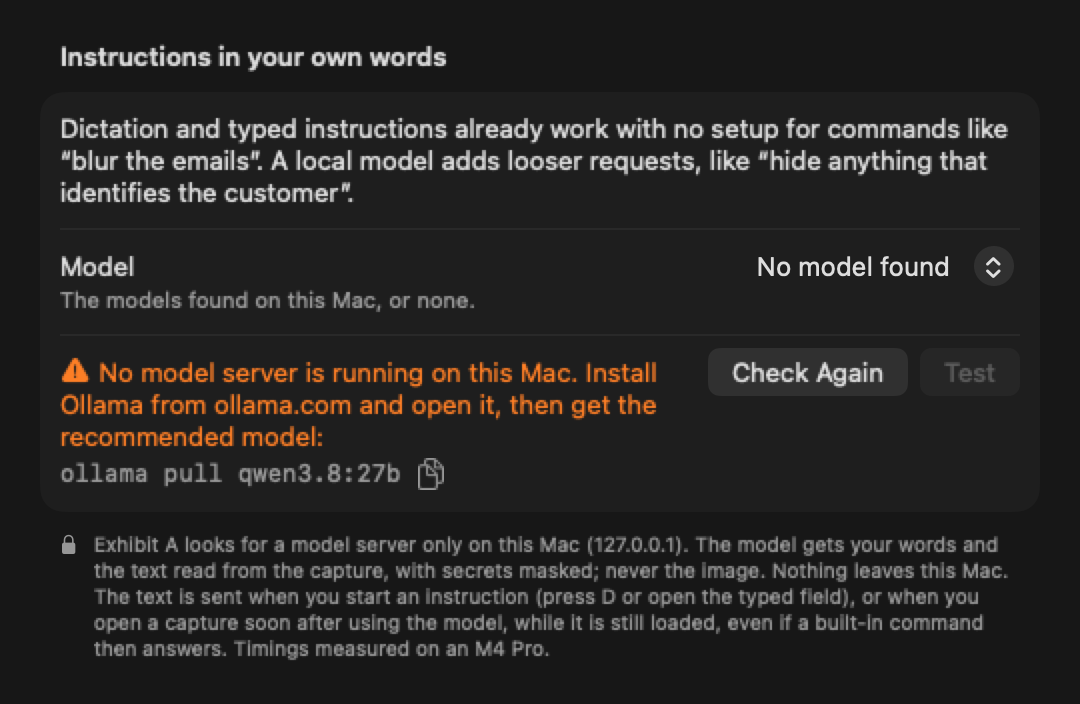 Instructions in your own words
Dictation and typed instructions already work with no setup for commands like
“blur the emails”. A local model adds looser requests, like “hide anything that
identifies the customer”.
Model
No model found
The models found on this Mac, or none.
No model server is running on this Mac. Install
Ollama from ollama.com and open it, then get the
recommended model:
Check Again
Test
ollama pull qwen3.8:27b
Exhibit A looks for a model server only on this Mac (127.0.0.1). The model gets your words and
the text read from the capture, with secrets masked; never the image. Nothing leaves this Mac.
The text is sent when you start an instruction (press D or open the typed field), or when you
open a capture soon after using the model, while it is still loaded, even if a built-in command
then answers. Timings measured on an M4 Pro.